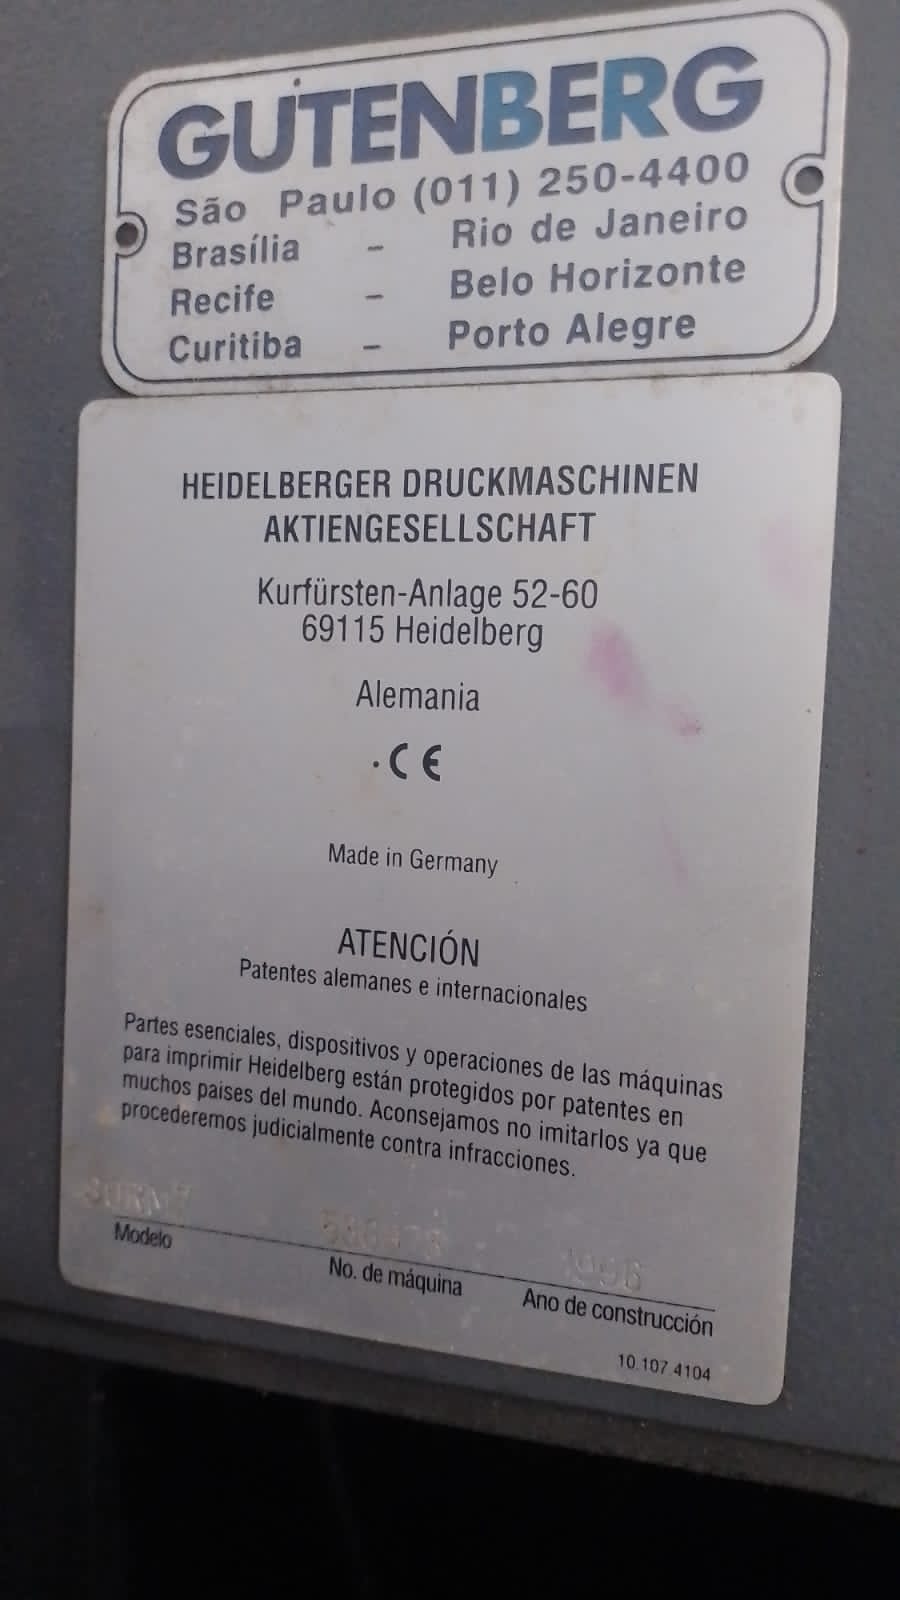 GUTENBERG
São Paulo (011) 250-4400
Brasília - Rio de Janeiro
Recife - Belo Horizonte
Curitiba - Porto Alegre
HEIDELBERGER DRUCKMASCHINEN
AKTIENGESELLSCHAFT
Kurfürsten-Anlage 52-60
69115 Heidelberg
Alemania
CE
Made in Germany
ATENCIÓN
Patentes alemanes e internacionales
Partes esenciales, dispositivos y operaciones de las máquinas
para imprimir Heidelberg están protegidos por patentes en
muchos paises del mundo. Aconsejamos no imitarlos ya que
procederemos judicialmente contra infracciones.
Modelo No. de máquina Ano de construcción
10.107.4104